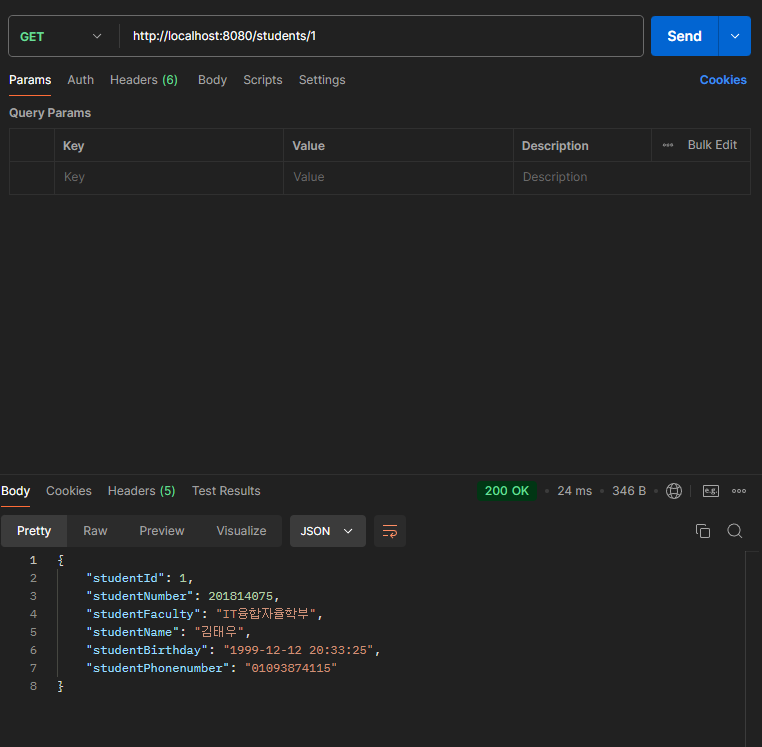 GET http://localhost:8080/students/1 Send
Params Auth Headers (6) Body Scripts Settings Cookies
Query Params
Key Value Description Bulk Edit
Key Value Description
Body Cookies Headers (5) Test Results 200 OK 24 ms 346 B e.g.
Pretty Raw Preview Visualize JSON
1 {
2 "studentId": 1,
3 "studentNumber": 201814075,
4 "studentFaculty": "IT융합자율학부",
5 "studentName": "김태우",
6 "studentBirthday": "1999-12-12 20:33:25",
7 "studentPhonenumber": "01093874115"
8 }